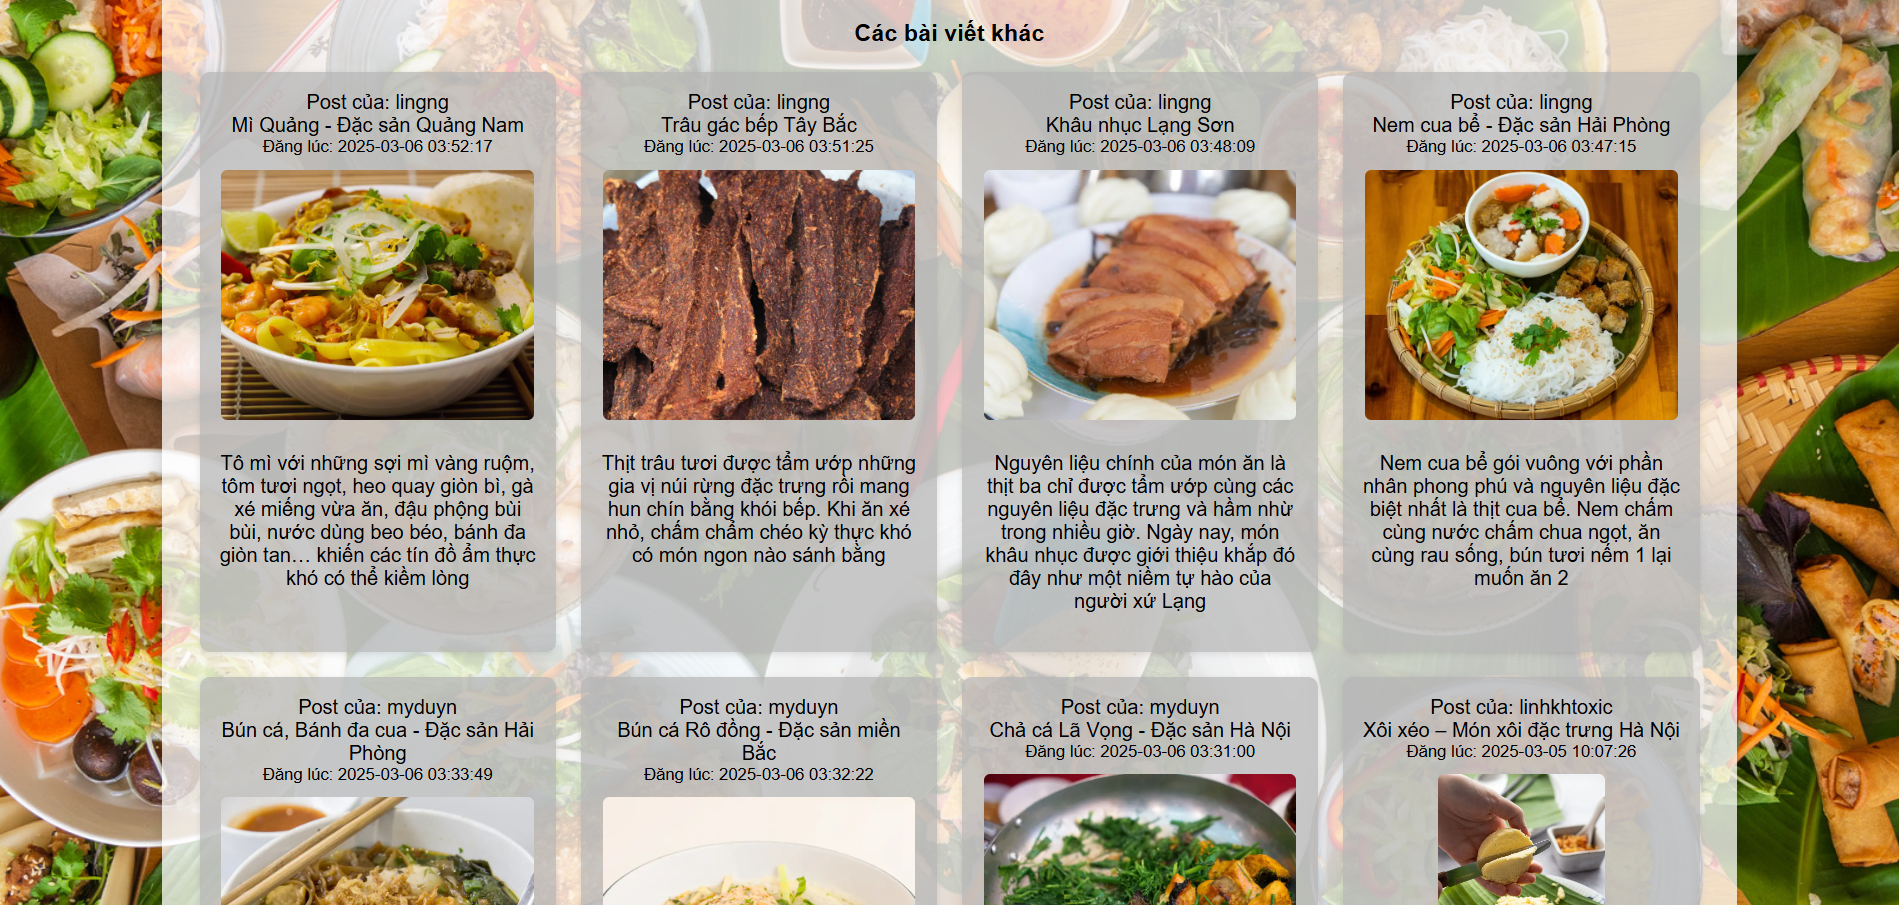 Các bài viết khác
Post của: lingng
Mì Quảng - Đặc sản Quảng Nam
Đăng lúc: 2025-03-06 03:52:17
Tô mì với những sợi mì vàng ruộm,
tôm tươi ngọt, heo quay giòn bì, gà
xé miếng vừa ăn, đậu phộng bùi
bùi, nước dùng beo béo, bánh đa
giòn tan… khiến các tín đồ ẩm thực
khó có thể kiềm lòng
Post của: lingng
Trâu gác bếp Tây Bắc
Đăng lúc: 2025-03-06 03:51:25
Thịt trâu tươi được tẩm ướp những
gia vị núi rừng đặc trưng rồi mang
hun chín bằng khói bếp. Khi ăn xé
nhỏ, chấm chẩm chéo kỳ thực khó
có món ngon nào sánh bằng
Post của: lingng
Khâu nhục Lạng Sơn
Đăng lúc: 2025-03-06 03:48:09
Nguyên liệu chính của món ăn là
thịt ba chỉ được tẩm ướp cùng các
nguyên liệu đặc trưng và hầm nhừ
trong nhiều giờ. Ngày nay, món
khâu nhục được giới thiệu khắp đó
đây như một niềm tự hào của
người xứ Lạng
Post của: lingng
Nem cua bể - Đặc sản Hải Phòng
Đăng lúc: 2025-03-06 03:47:15
Nem cua bể gói vuông với phần
nhân phong phú và nguyên liệu đặc
biệt nhất là thịt cua bể. Nem chấm
cùng nước chấm chua ngọt, ăn
cùng rau sống, bún tươi nếm 1 lại
muốn ăn 2
Post của: myduyn
Bún cá, Bánh đa cua - Đặc sản Hải
Phòng
Đăng lúc: 2025-03-06 03:33:49
Post của: myduyn
Bún cá Rô đồng - Đặc sản miền
Bắc
Đăng lúc: 2025-03-06 03:32:22
Post của: myduyn
Chả cá Lã Vọng - Đặc sản Hà Nội
Đăng lúc: 2025-03-06 03:31:00
Post của: linhkhtoxic
Xôi xéo – Món xôi đặc trưng Hà Nội
Đăng lúc: 2025-03-05 10:07:26